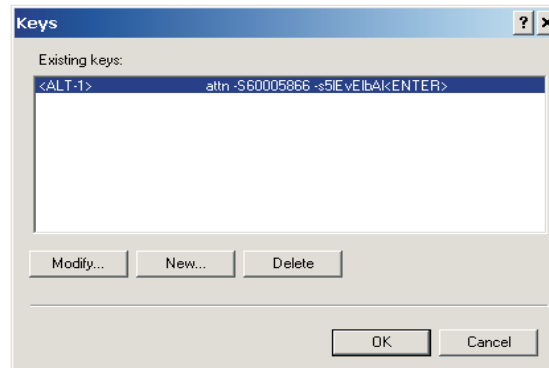 Keys
Existing keys:
<ALT-1> attn -S60005866 -s5lEvElbAl<ENTER>
Modify... New... Delete
OK Cancel